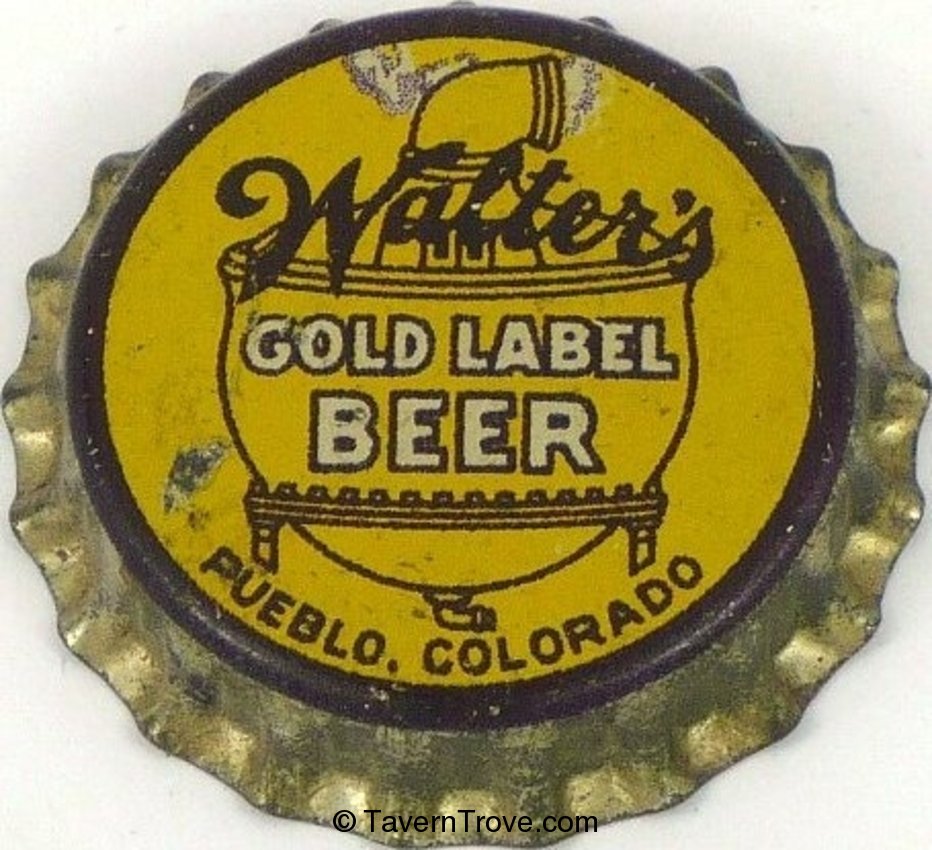 Walter's
GOLD LABEL
BEER
PUEBLO, COLORADO
© TavernTrove.com